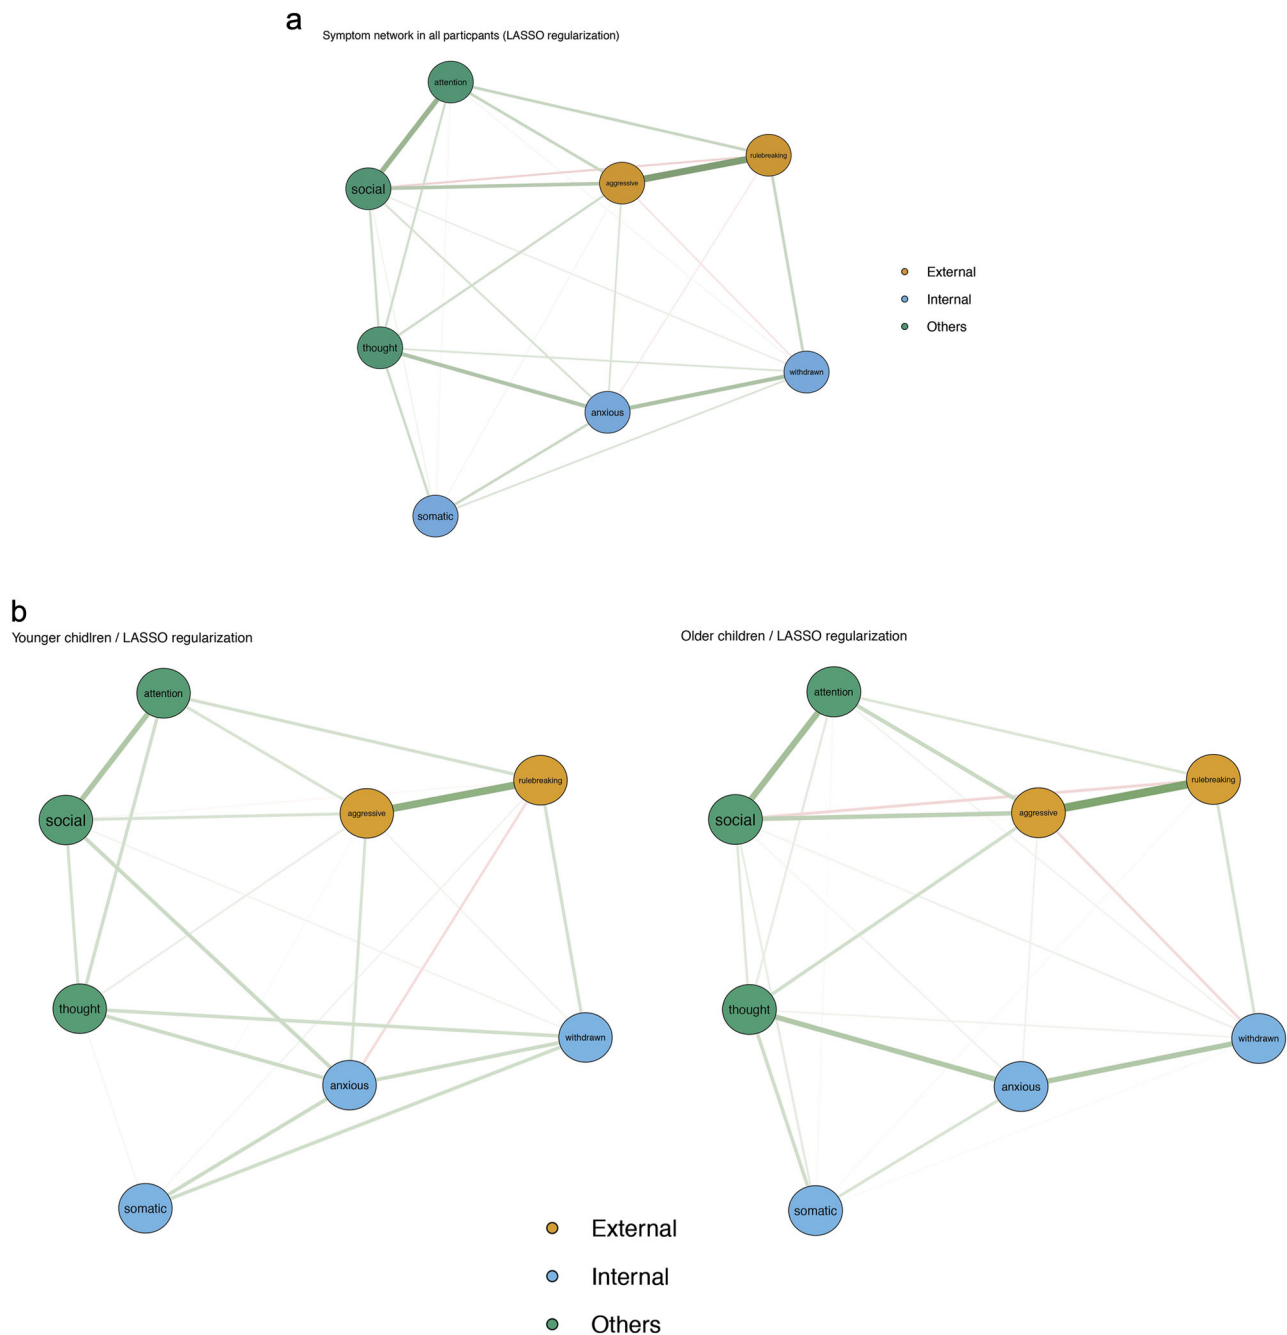 a
Symptom network in all particpants (LASSO regularization)
attention
rulebreaking
aggressive
social
External
Internal
Others
thought
withdrawn
anxious
somatic
b
Younger chidlren / LASSO regularization
attention
rulebreaking
aggressive
social
thought
withdrawn
anxious
somatic
Older children / LASSO regularization
attention
rulebreaking
aggressive
social
thought
withdrawn
anxious
somatic
External
Internal
Others